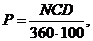 P = NCD / 360·100,